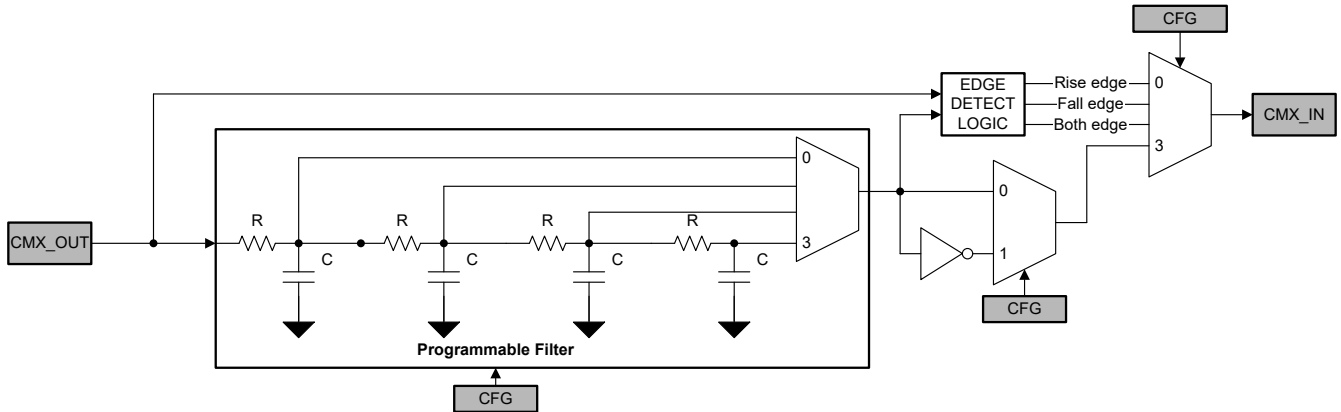 CFG
EDGE
DETECT
LOGIC
Rise edge
Fall edge
Both edge
0
3
CMX_IN
0
3
R
R
R
R
C
C
C
C
CMX_OUT
0
1
CFG
Programmable Filter
CFG